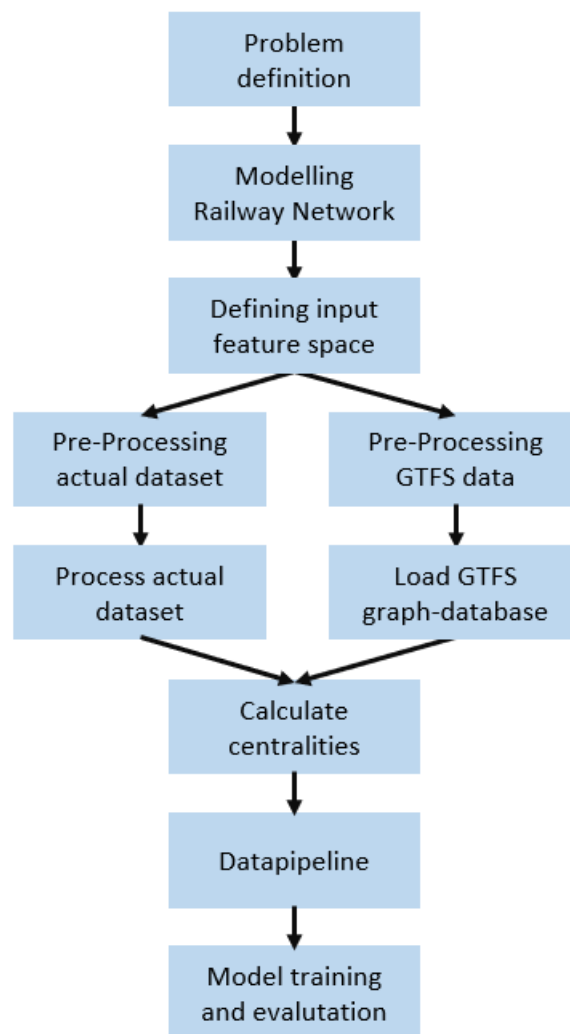 Problem
definition
Modelling
Railway Network
Defining input
feature space
Pre-Processing
actual dataset
Pre-Processing
GTFS data
Process actual
dataset
Load GTFS
graph-database
Calculate
centralities
Datapipeline
Model training
and evalutation